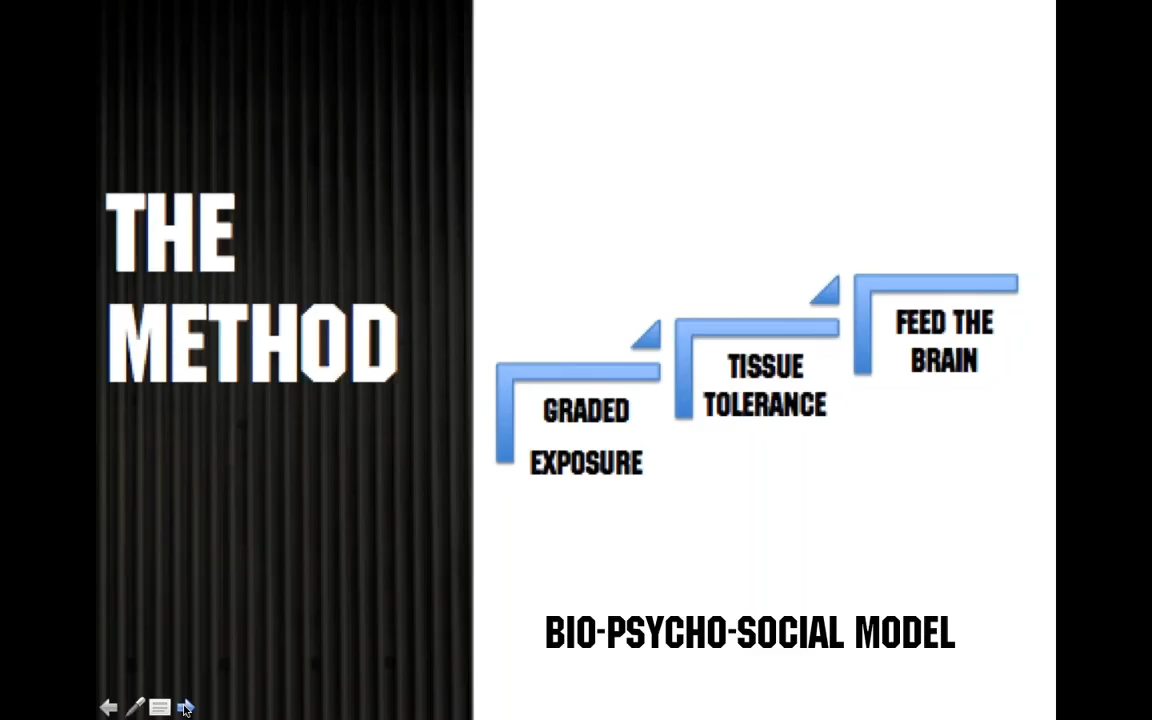 THE
METHOD
GRADED
EXPOSURE
TISSUE
TOLERANCE
FEED THE
BRAIN
BIO-PSYCHO-SOCIAL MODEL